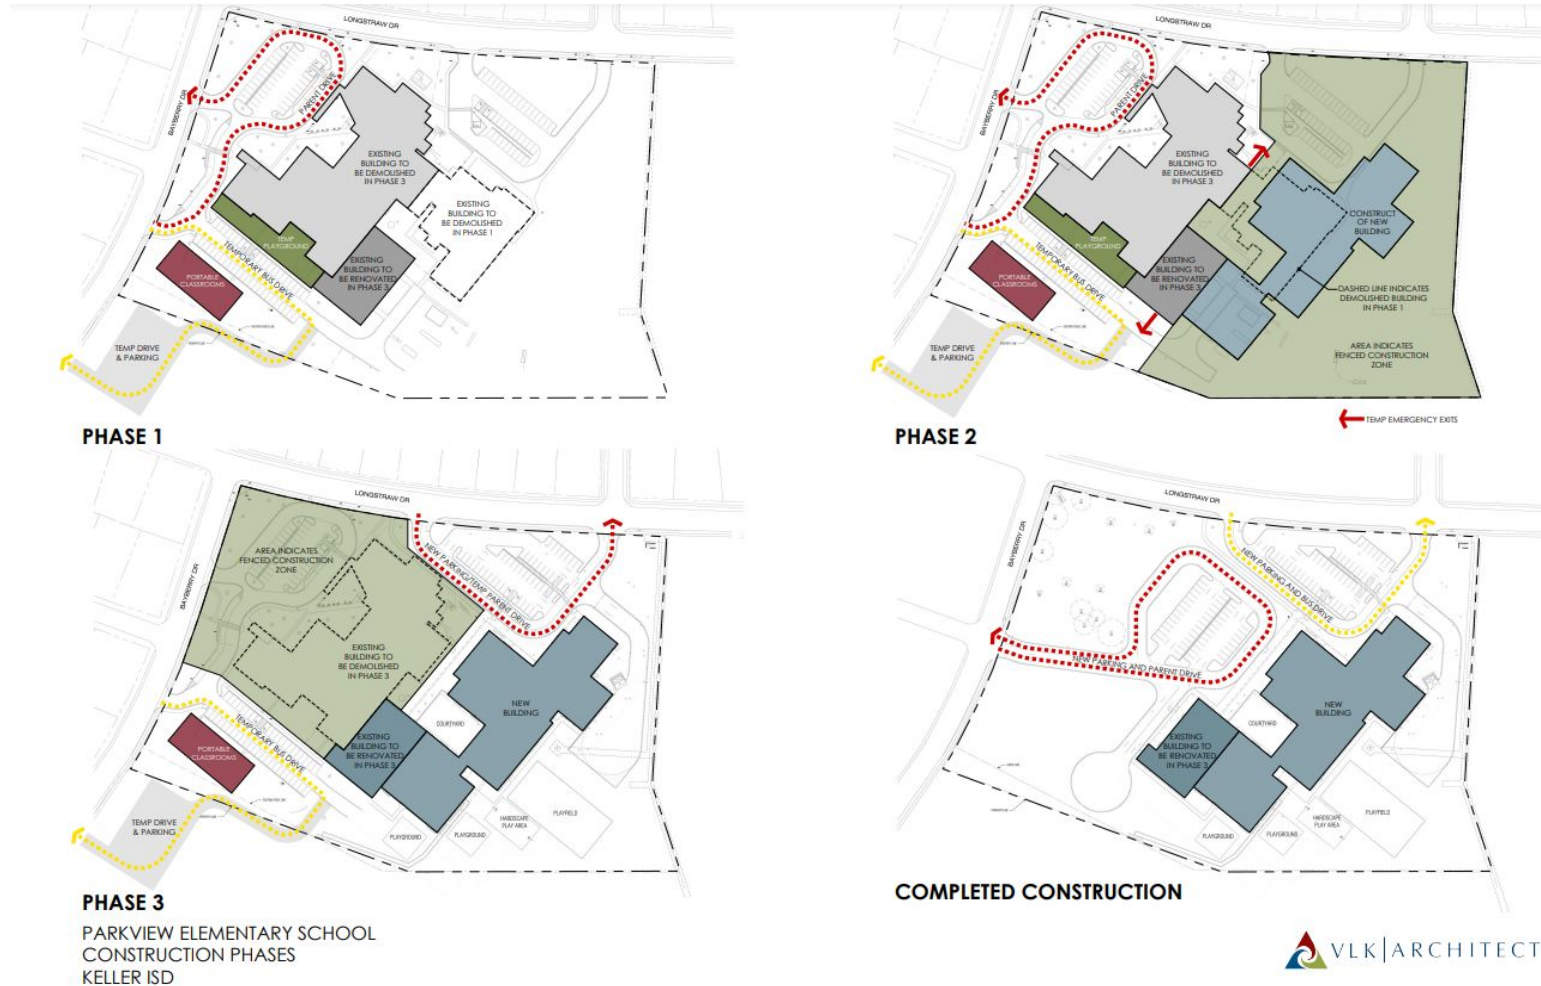 LONGSTRAW DR
BAYBERRY DR
PARENT DRIVE
EXISTING
BUILDING TO
BE DEMOLISHED
IN PHASE 3
EXISTING
BUILDING TO
BE DEMOLISHED
IN PHASE 1
TEMP
PLAYGROUND
EXISTING
BUILDING TO
BE RENOVATED
IN PHASE 3
TEMPORARY BUS DRIVE
PORTABLE
CLASSROOMS
TEMP DRIVE
& PARKING
PHASE 1
LONGSTRAW DR
BAYBERRY DR
PARENT DRIVE
EXISTING
BUILDING TO
BE DEMOLISHED
IN PHASE 3
CONSTRUCT
OF NEW
BUILDING
TEMP
PLAYGROUND
EXISTING
BUILDING TO
BE RENOVATED
IN PHASE 3
TEMPORARY BUS DRIVE
PORTABLE
CLASSROOMS
DASHED LINE INDICATES
DEMOLISHED BUILDING
IN PHASE 1
TEMP DRIVE
& PARKING
AREA INDICATES
FENCED CONSTRUCTION
ZONE
TEMP EMERGENCY EXITS
PHASE 2
LONGSTRAW DR
BAYBERRY DR
AREA INDICATES
FENCED CONSTRUCTION
ZONE
NEW PARKING/TEMP PARENT DRIVE
EXISTING
BUILDING TO
BE DEMOLISHED
IN PHASE 3
NEW
BUILDING
COURTYARD
TEMPORARY BUS DRIVE
EXISTING
BUILDING TO
BE RENOVATED
IN PHASE 3
PORTABLE
CLASSROOMS
TEMP DRIVE
& PARKING
PLAYGROUND
PLAYGROUND
HARDSCAPE
PLAY AREA
PLAYFIELD
PHASE 3
LONGSTRAW DR
BAYBERRY DR
NEW PARKING AND BUS DRIVE
NEW PARKING AND PARENT DRIVE
NEW
BUILDING
COURTYARD
EXISTING
BUILDING TO
BE RENOVATED
IN PHASE 3
PLAYGROUND
PLAYGROUND
HARDSCAPE
PLAY AREA
PLAYFIELD
COMPLETED CONSTRUCTION
PARKVIEW ELEMENTARY SCHOOL
CONSTRUCTION PHASES
KELLER ISD
VLK|ARCHITECT